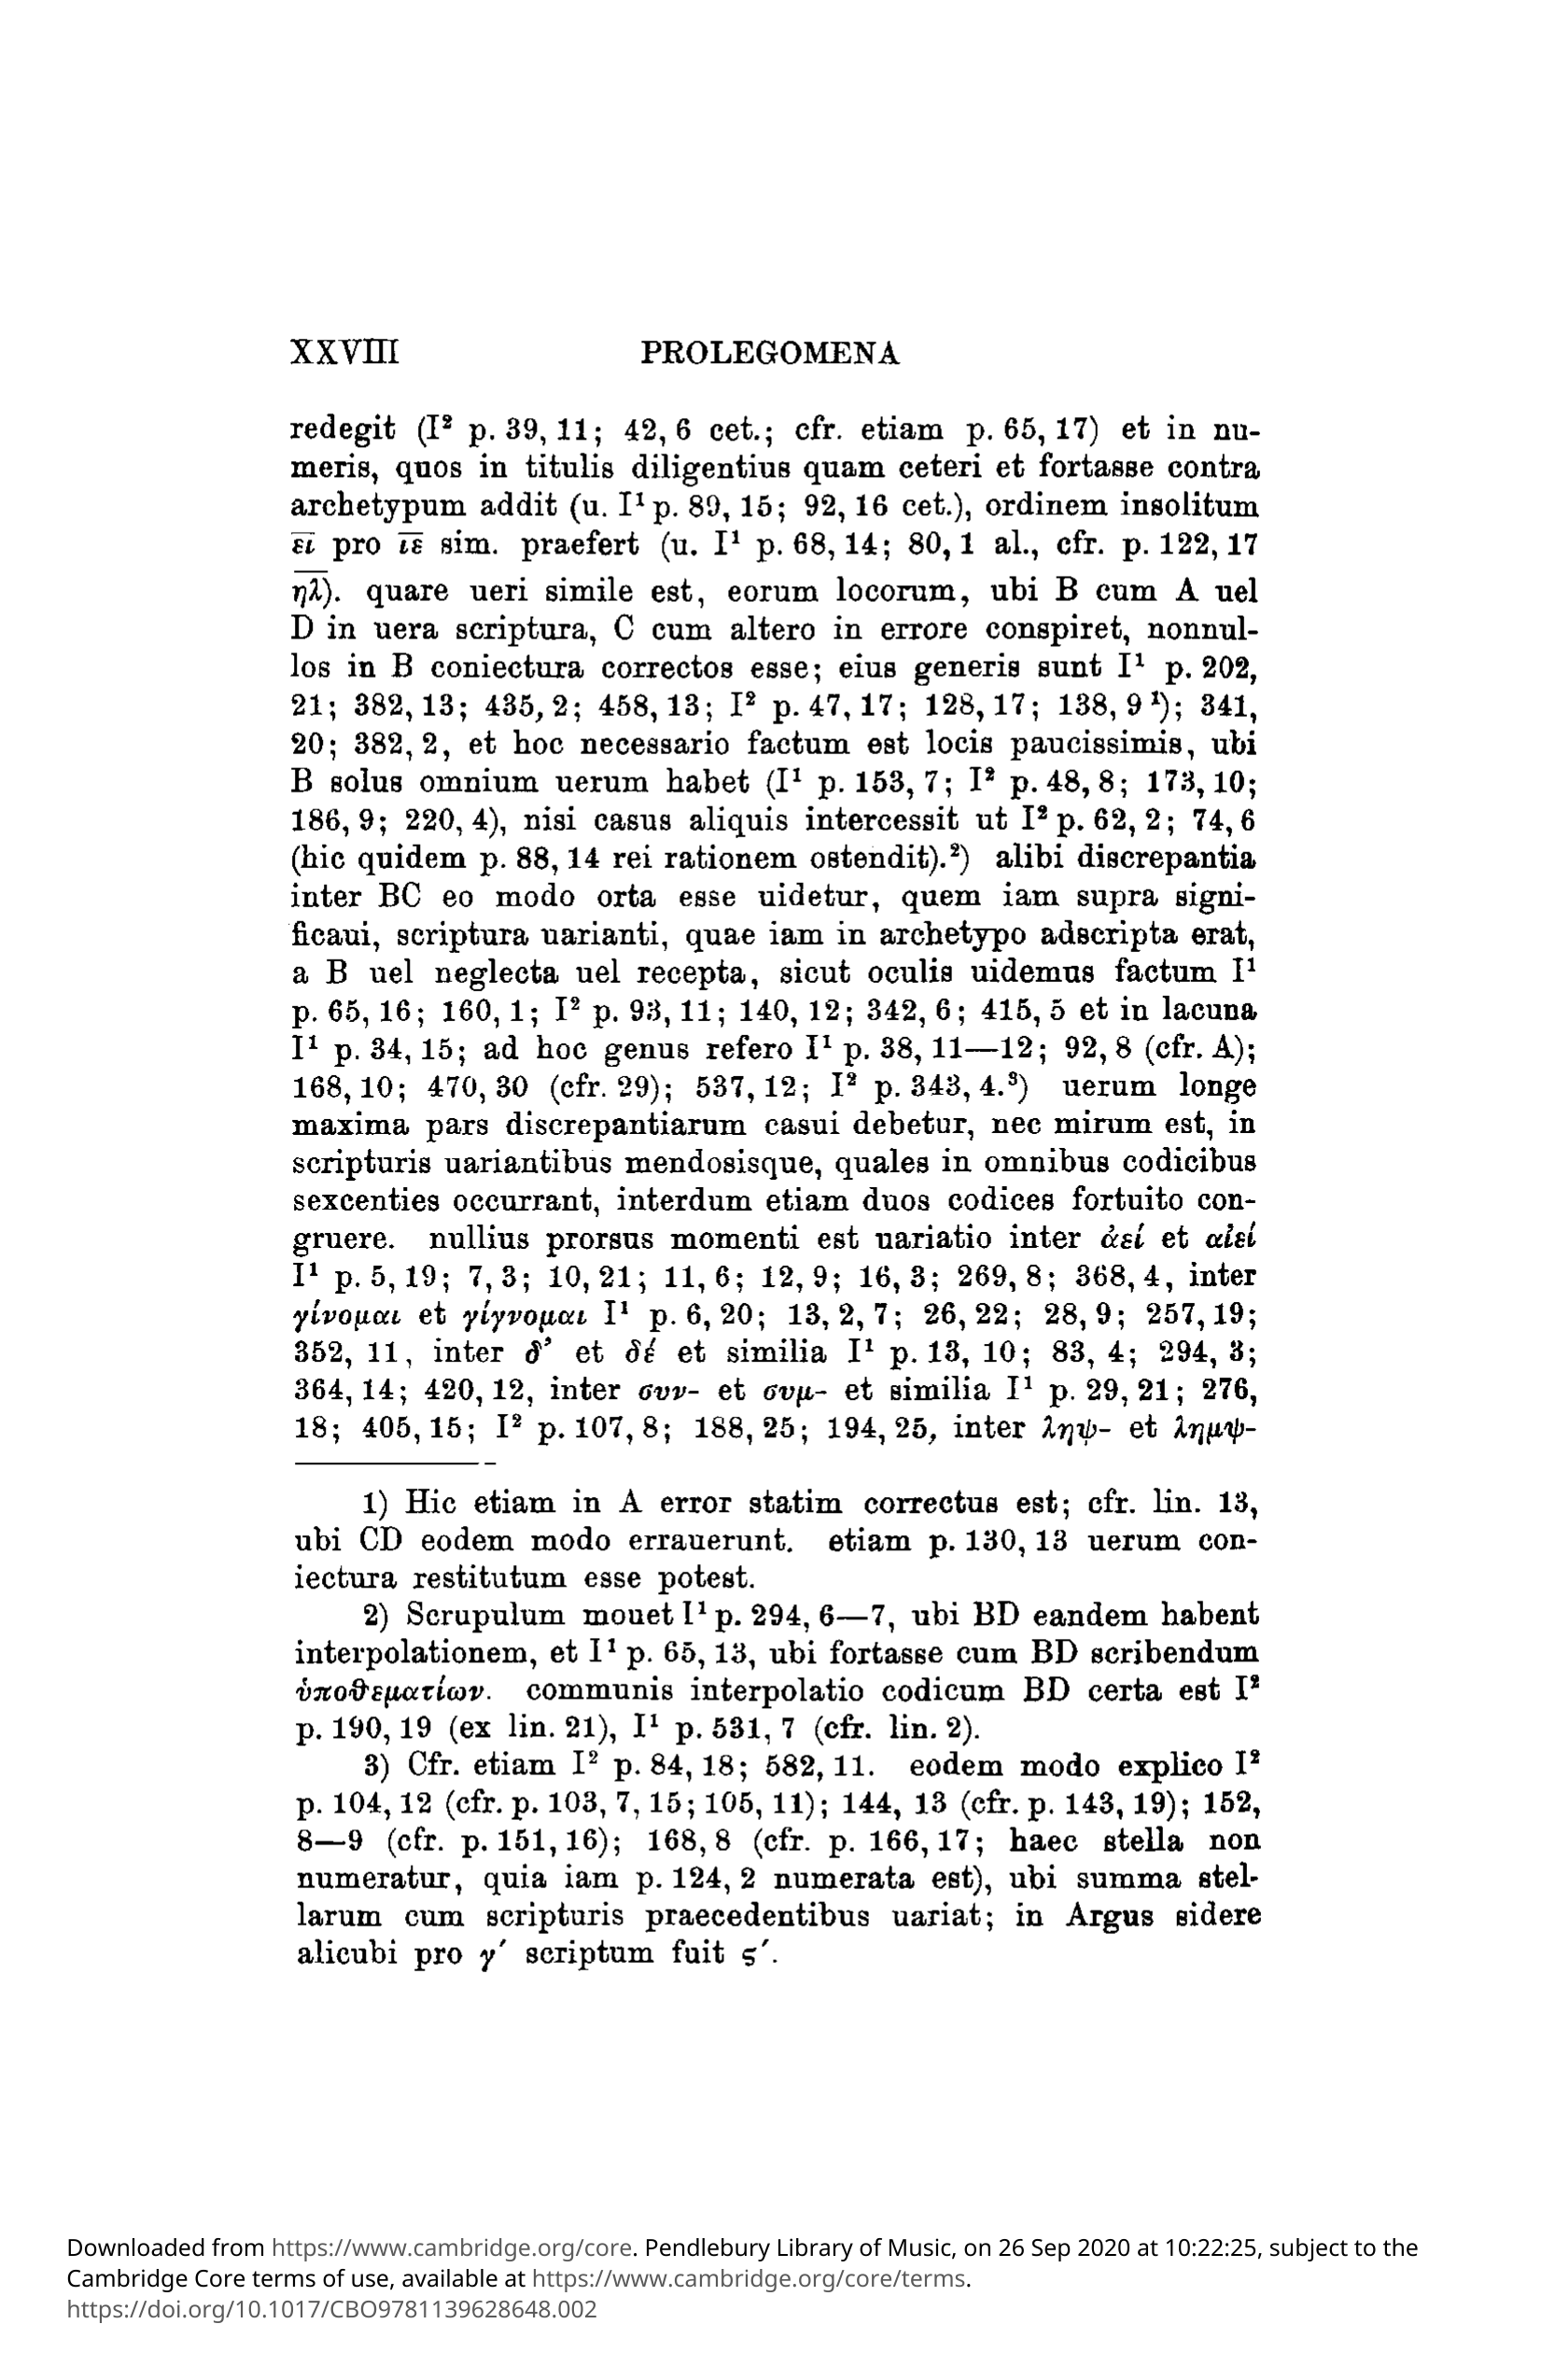 XXVIII PROLEGOMENA
redegit (I² p. 39, 11; 42, 6 cet.; cfr. etiam p. 65, 17) et in nu-
meris, quos in titulis diligentius quam ceteri et fortasse contra
archetypum addit (u. I¹ p. 89, 15; 92, 16 cet.), ordinem insolitum
ε̅ι̅ pro ι̅ε̅ sim. praefert (u. I¹ p. 68, 14; 80, 1 al., cfr. p. 122, 17
η̅λ̅). quare ueri simile est, eorum locorum, ubi B cum A uel
D in uera scriptura, C cum altero in errore conspiret, nonnul-
los in B coniectura correctos esse; eius generis sunt I¹ p. 202,
21; 382, 13; 435, 2; 458, 13; I² p. 47, 17; 128, 17; 138, 9 ¹); 341,
20; 382, 2, et hoc necessario factum est locis paucissimis, ubi
B solus omnium uerum habet (I¹ p. 153, 7; I² p. 48, 8; 173, 10;
186, 9; 220, 4), nisi casus aliquis intercessit ut I² p. 62, 2; 74, 6
(hic quidem p. 88, 14 rei rationem ostendit).²) alibi discrepantia
inter BC eo modo orta esse uidetur, quem iam supra signi-
ficaui, scriptura uarianti, quae iam in archetypo adscripta erat,
a B uel neglecta uel recepta, sicut oculis uidemus factum I¹
p. 65, 16; 160, 1; I² p. 93, 11; 140, 12; 342, 6; 415, 5 et in lacuna
I¹ p. 34, 15; ad hoc genus refero I¹ p. 38, 11—12; 92, 8 (cfr. A);
168, 10; 470, 30 (cfr. 29); 537, 12; I² p. 343, 4.³) uerum longe
maxima pars discrepantiarum casui debetur, nec mirum est, in
scripturis uariantibus mendosisque, quales in omnibus codicibus
sexcenties occurrant, interdum etiam duos codices fortuito con-
gruere. nullius prorsus momenti est uariatio inter ἀεί et αἰεί
I¹ p. 5, 19; 7, 3; 10, 21; 11, 6; 12, 9; 16, 3; 269, 8; 368, 4, inter
γίνομαι et γίγνομαι I¹ p. 6, 20; 13, 2, 7; 26, 22; 28, 9; 257, 19;
352, 11, inter δ’ et δέ et similia I¹ p. 13, 10; 83, 4; 294, 3;
364, 14; 420, 12, inter συν- et συμ- et similia I¹ p. 29, 21; 276,
18; 405, 15; I² p. 107, 8; 188, 25; 194, 25, inter ληψ- et λημψ-
1) Hic etiam in A error statim correctus est; cfr. lin. 13,
ubi CD eodem modo errauerunt. etiam p. 130, 13 uerum con-
iectura restitutum esse potest.
2) Scrupulum mouet I¹ p. 294, 6—7, ubi BD eandem habent
interpolationem, et I¹ p. 65, 13, ubi fortasse cum BD scribendum
ὑποθεματίων. communis interpolatio codicum BD certa est I²
p. 190, 19 (ex lin. 21), I¹ p. 531, 7 (cfr. lin. 2).
3) Cfr. etiam I² p. 84, 18; 582, 11. eodem modo explico I²
p. 104, 12 (cfr. p. 103, 7, 15; 105, 11); 144, 13 (cfr. p. 143, 19); 152,
8—9 (cfr. p. 151, 16); 168, 8 (cfr. p. 166, 17; haec stella non
numeratur, quia iam p. 124, 2 numerata est), ubi summa stel-
larum cum scripturis praecedentibus uariat; in Argus sidere
alicubi pro γ′ scriptum fuit ς′.
Downloaded from https://www.cambridge.org/core. Pendlebury Library of Music, on 26 Sep 2020 at 10:22:25, subject to the
Cambridge Core terms of use, available at https://www.cambridge.org/core/terms.
https://doi.org/10.1017/CBO9781139628648.002